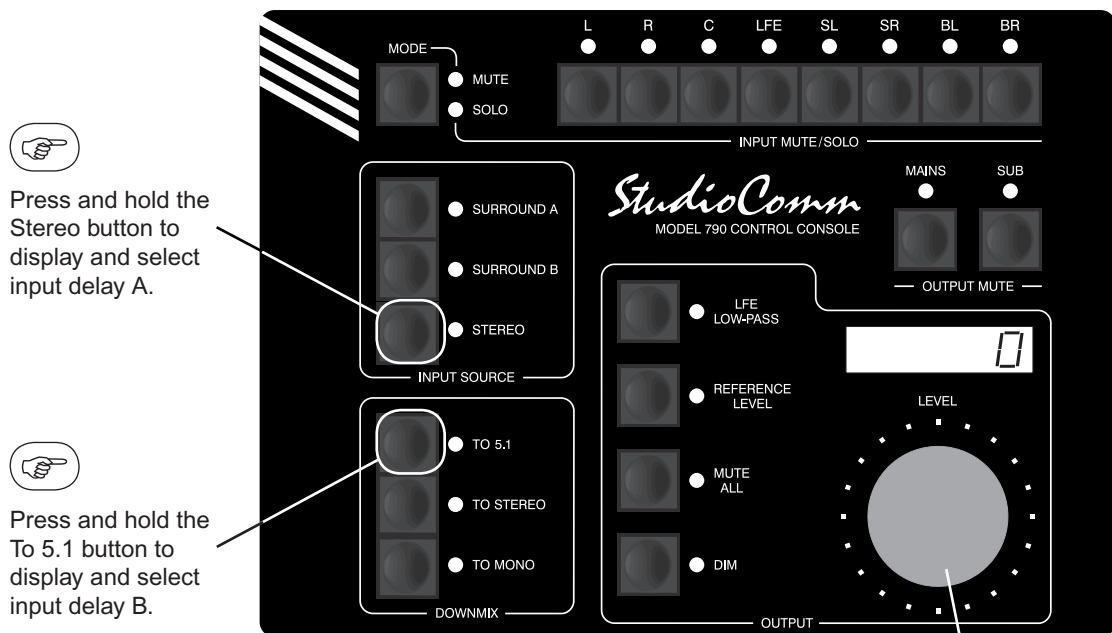 L R C LFE SL SR BL BR
MODE
MUTE
SOLO
INPUT MUTE/SOLO
Press and hold the
Stereo button to
display and select
input delay A.
SURROUND A
SURROUND B
STEREO
INPUT SOURCE
StudioComm
MODEL 790 CONTROL CONSOLE
MAINS SUB
OUTPUT MUTE
LFE
LOW-PASS
REFERENCE
LEVEL
MUTE
ALL
DIM
0
LEVEL
OUTPUT
Press and hold the
To 5.1 button to
display and select
input delay B.
TO 5.1
TO STEREO
TO MONO
DOWNMIX